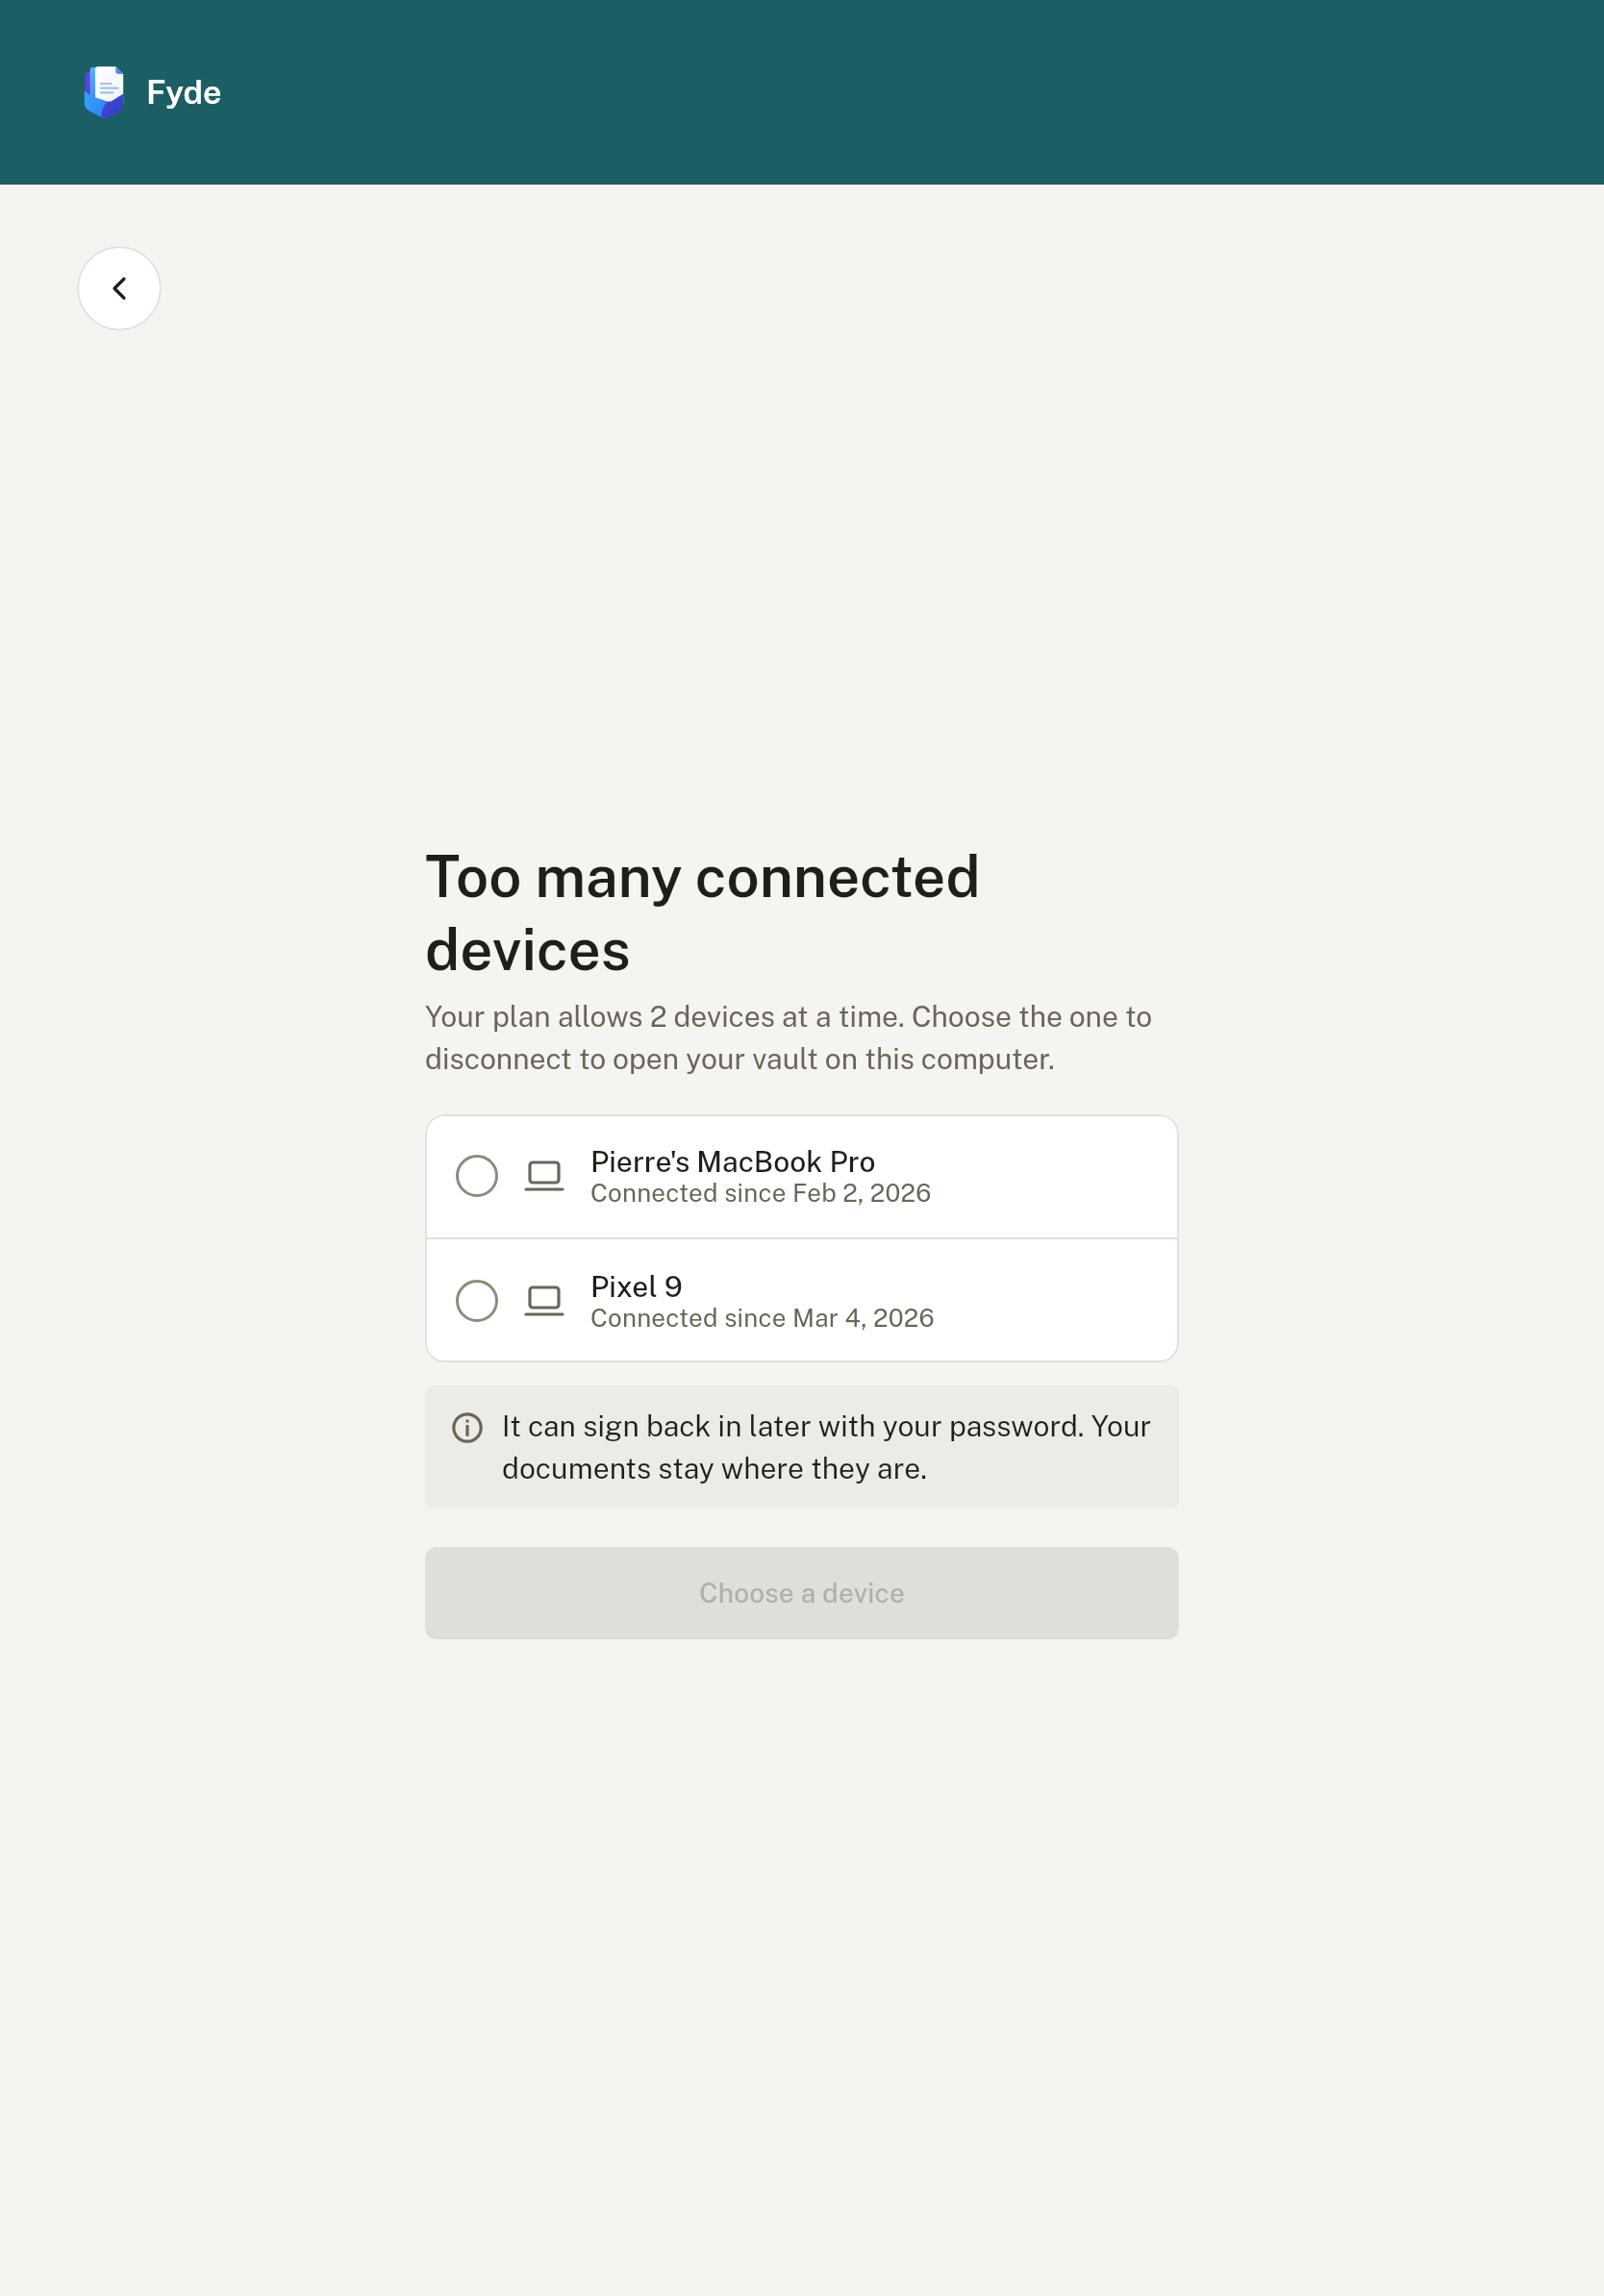 Fyde
Too many connected
devices
Your plan allows 2 devices at a time. Choose the one to
disconnect to open your vault on this computer.
Pierre's MacBook Pro
Connected since Feb 2, 2026
Pixel 9
Connected since Mar 4, 2026
It can sign back in later with your password. Your
documents stay where they are.
Choose a device